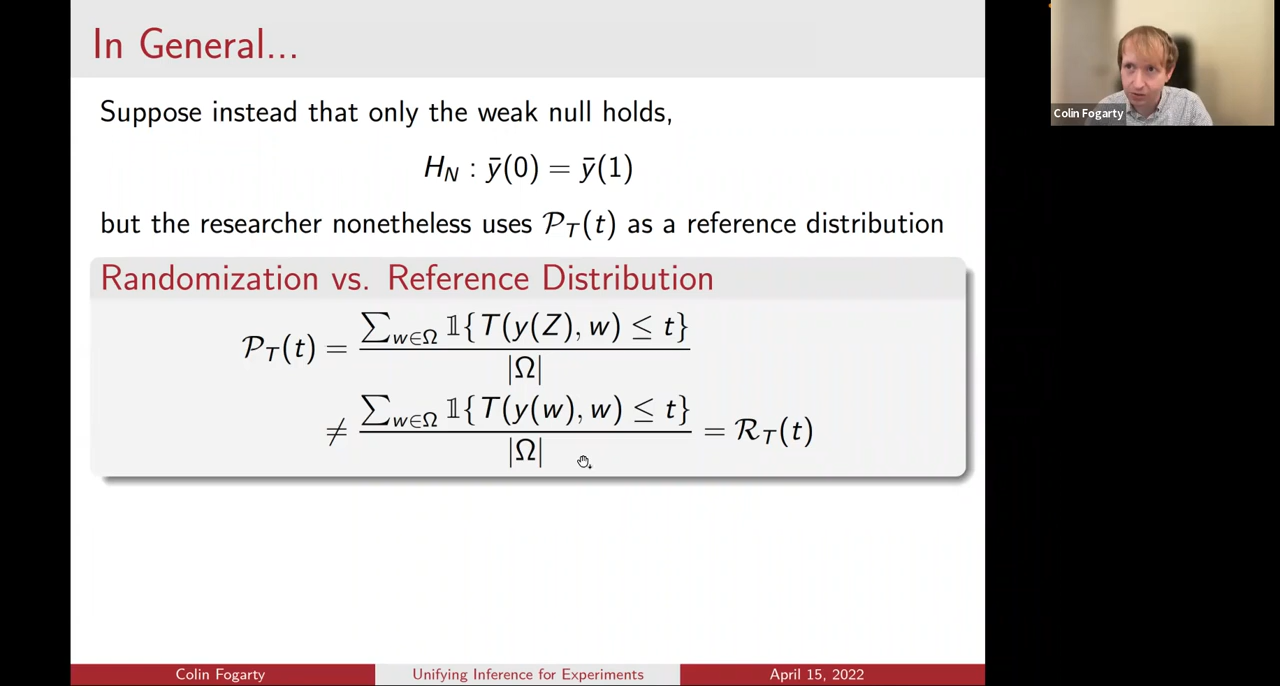 In General...
Colin Fogarty
Suppose instead that only the weak null holds,
H_N : ȳ(0) = ȳ(1)
but the researcher nonetheless uses 𝒫_T(t) as a reference distribution
Randomization vs. Reference Distribution
𝒫_T(t) = ∑_{w∈Ω} 𝟙{T(y(Z), w) ≤ t} / |Ω|
≠ ∑_{w∈Ω} 𝟙{T(y(w), w) ≤ t} / |Ω| = ℛ_T(t)
Colin Fogarty Unifying Inference for Experiments April 15, 2022